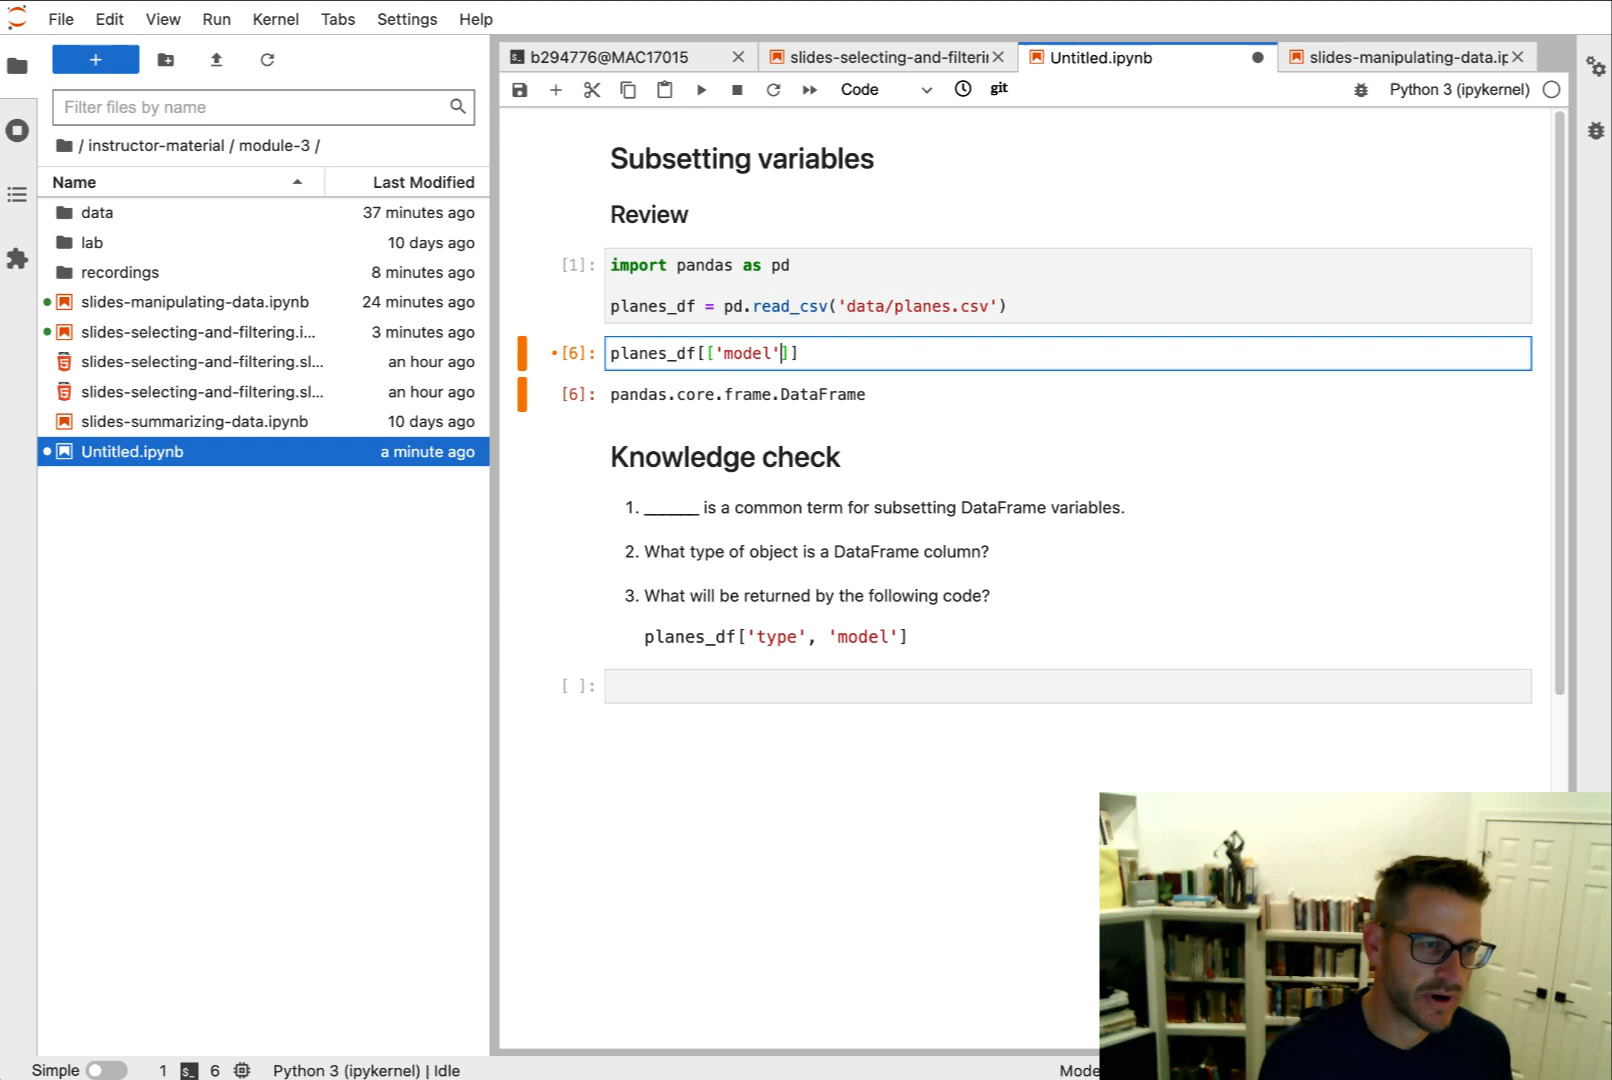 File Edit View Run Kernel Tabs Settings Help
b294776@MAC17015
slides-selecting-and-filterin
Untitled.ipynb
slides-manipulating-data.ip
+
Code
git
Python 3 (ipykernel)
Filter files by name
/ instructor-material / module-3 /
Name Last Modified
data 37 minutes ago
lab 10 days ago
recordings 8 minutes ago
slides-manipulating-data.ipynb 24 minutes ago
slides-selecting-and-filtering.i... 3 minutes ago
slides-selecting-and-filtering.sl... an hour ago
slides-selecting-and-filtering.sl... an hour ago
slides-summarizing-data.ipynb 10 days ago
Untitled.ipynb a minute ago
Subsetting variables
Review
[1]: import pandas as pd
planes_df = pd.read_csv('data/planes.csv')
[6]: planes_df[['model']]
[6]: pandas.core.frame.DataFrame
Knowledge check
1. ______ is a common term for subsetting DataFrame variables.
2. What type of object is a DataFrame column?
3. What will be returned by the following code?
planes_df['type', 'model']
[ ]:
Simple 1 6 Python 3 (ipykernel) | Idle
Mode